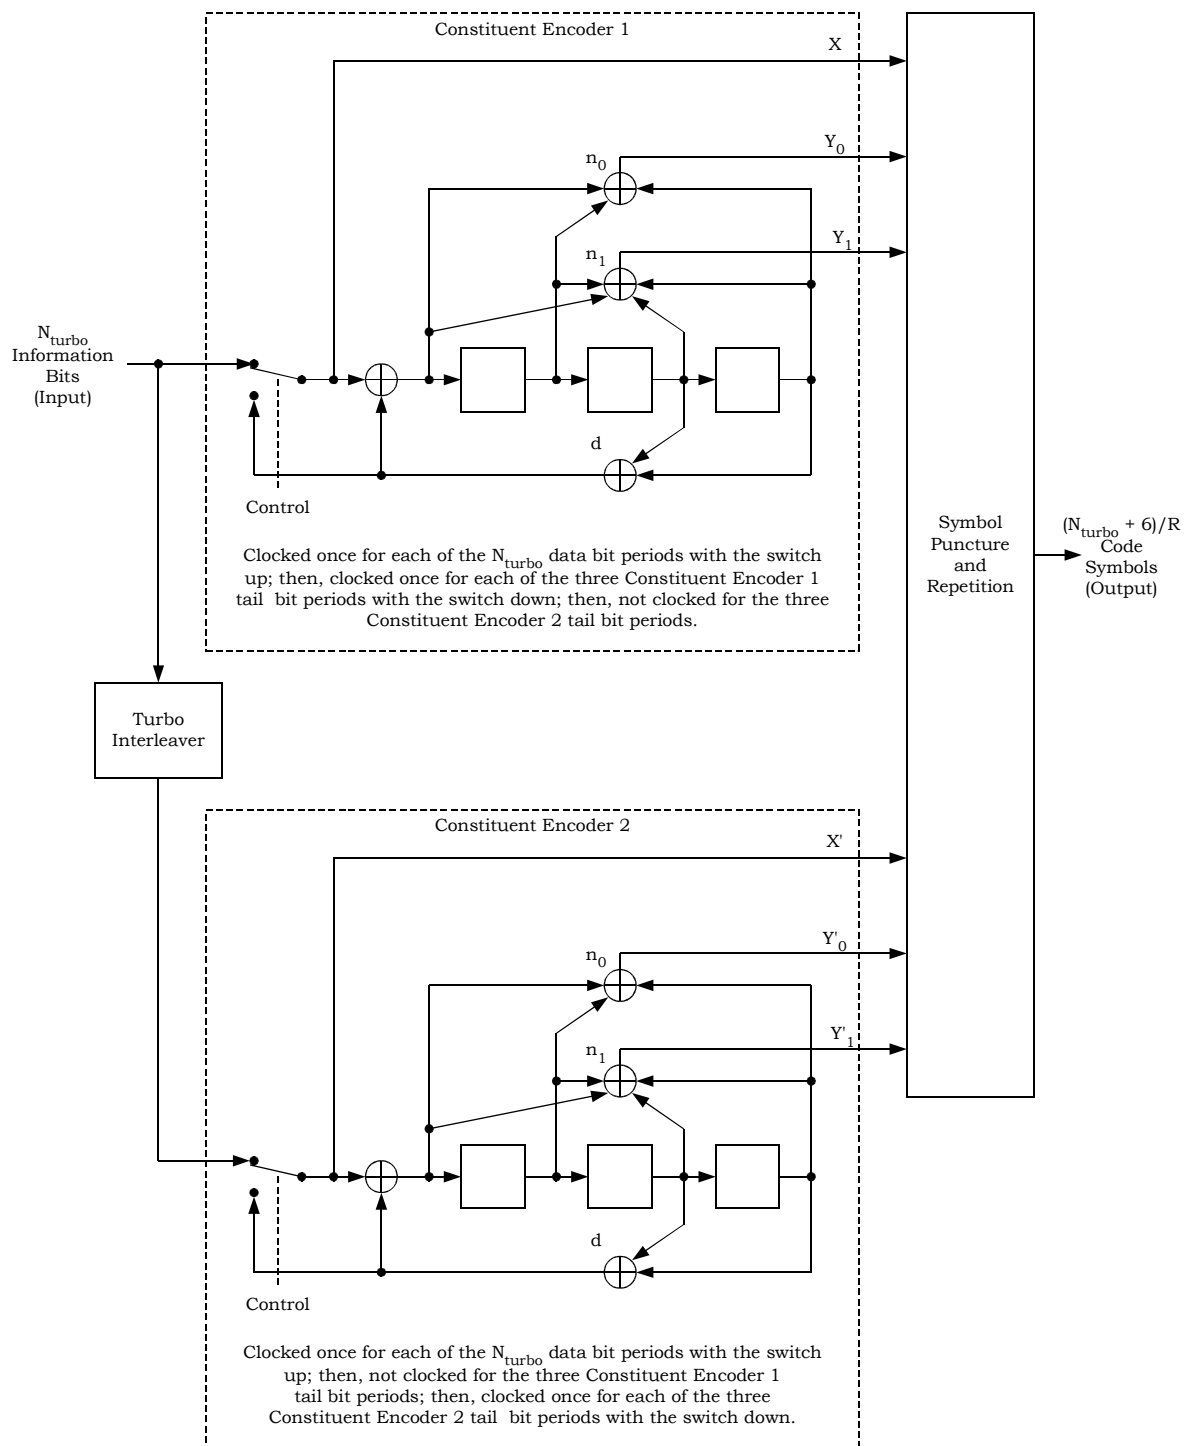 Constituent Encoder 1
X
Y0
n0
Y1
n1
Nturbo
Information
Bits
(Input)
d
Control
Clocked once for each of the Nturbo data bit periods with the switch
up; then, clocked once for each of the three Constituent Encoder 1
tail bit periods with the switch down; then, not clocked for the three
Constituent Encoder 2 tail bit periods.
Symbol
Puncture
and
Repetition
(Nturbo + 6)/R
Code
Symbols
(Output)
Turbo
Interleaver
Constituent Encoder 2
X'
Y'0
n0
Y'1
n1
d
Control
Clocked once for each of the Nturbo data bit periods with the switch
up; then, not clocked for the three Constituent Encoder 1
tail bit periods; then, clocked once for each of the three
Constituent Encoder 2 tail bit periods with the switch down.